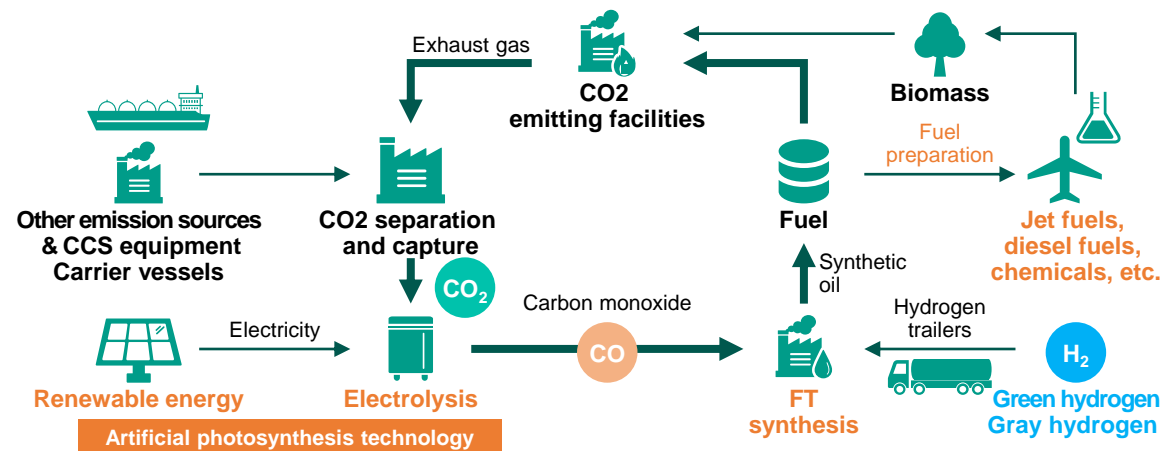 Exhaust gas
CO2
emitting facilities
Biomass
Fuel
preparation
Other emission sources
& CCS equipment
Carrier vessels
CO2 separation
and capture
Fuel
Jet fuels,
diesel fuels,
chemicals, etc.
CO2
Synthetic
oil
Electricity
Carbon monoxide
CO
Hydrogen
trailers
H2
Renewable energy
Electrolysis
FT
synthesis
Green hydrogen
Gray hydrogen
Artificial photosynthesis technology